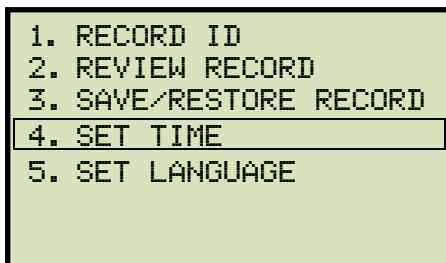 1. RECORD ID
2. REVIEW RECORD
3. SAVE/RESTORE RECORD
4. SET TIME
5. SET LANGUAGE